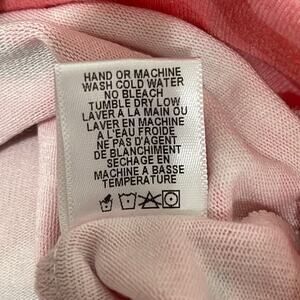 HAND OR MACHINE
WASH COLD WATER
NO BLEACH
TUMBLE DRY LOW
LAVER A LA MAIN OU
LAVER EN MACHINE
A L'EAU FROIDE
NE PAS D'AGENT
DE BLANCHIMENT
SECHAGE EN
MACHINE A BASSE
TEMPERATURE